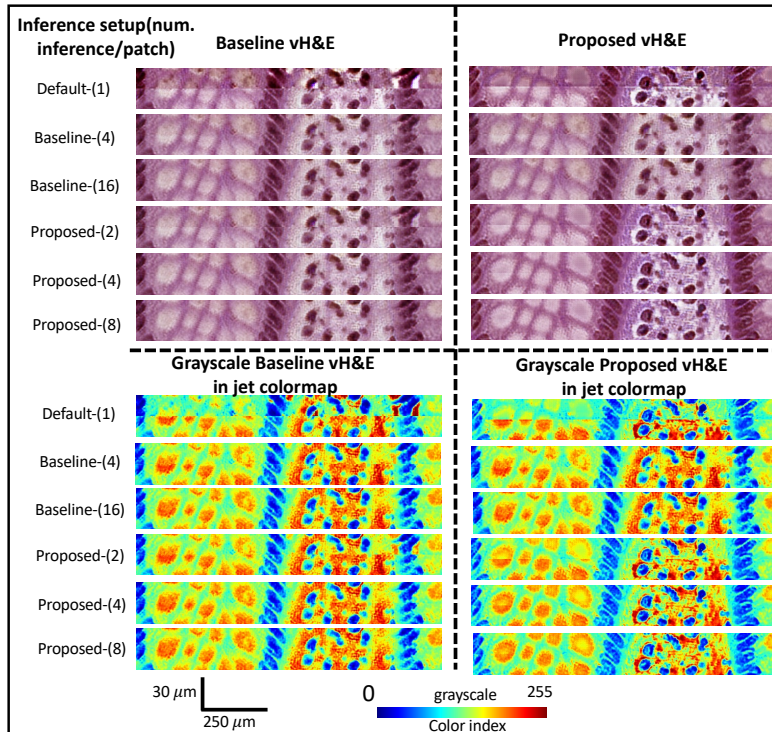 Inference setup(num.
inference/patch)
Baseline vH&E
Proposed vH&E
Default-(1)
Baseline-(4)
Baseline-(16)
Proposed-(2)
Proposed-(4)
Proposed-(8)
Grayscale Baseline vH&E
in jet colormap
Grayscale Proposed vH&E
in jet colormap
Default-(1)
Baseline-(4)
Baseline-(16)
Proposed-(2)
Proposed-(4)
Proposed-(8)
30 𝜇m
250 𝜇m
0 grayscale 255
Color index